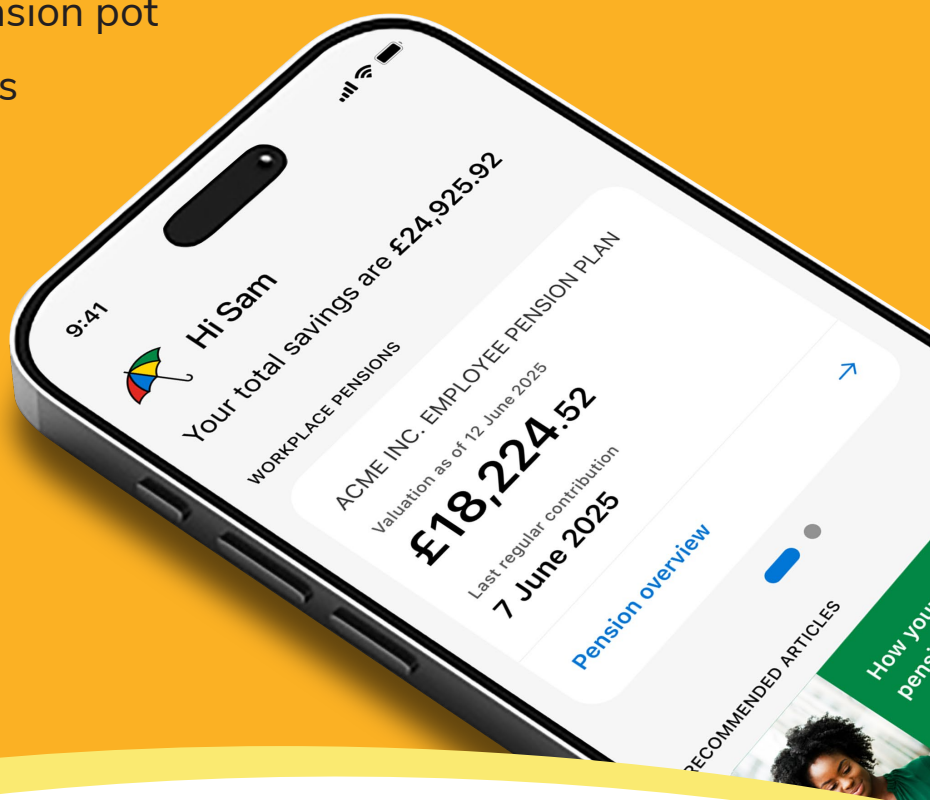 nsion pot
s
9:41
Hi Sam
Your total savings are £24,925.92
WORKPLACE PENSIONS
ACME INC. EMPLOYEE PENSION PLAN
Valuation as of 12 June 2025
£18,224.52
Last regular contribution
7 June 2025
Pension overview
RECOMMENDED ARTICLES
How you
pensi